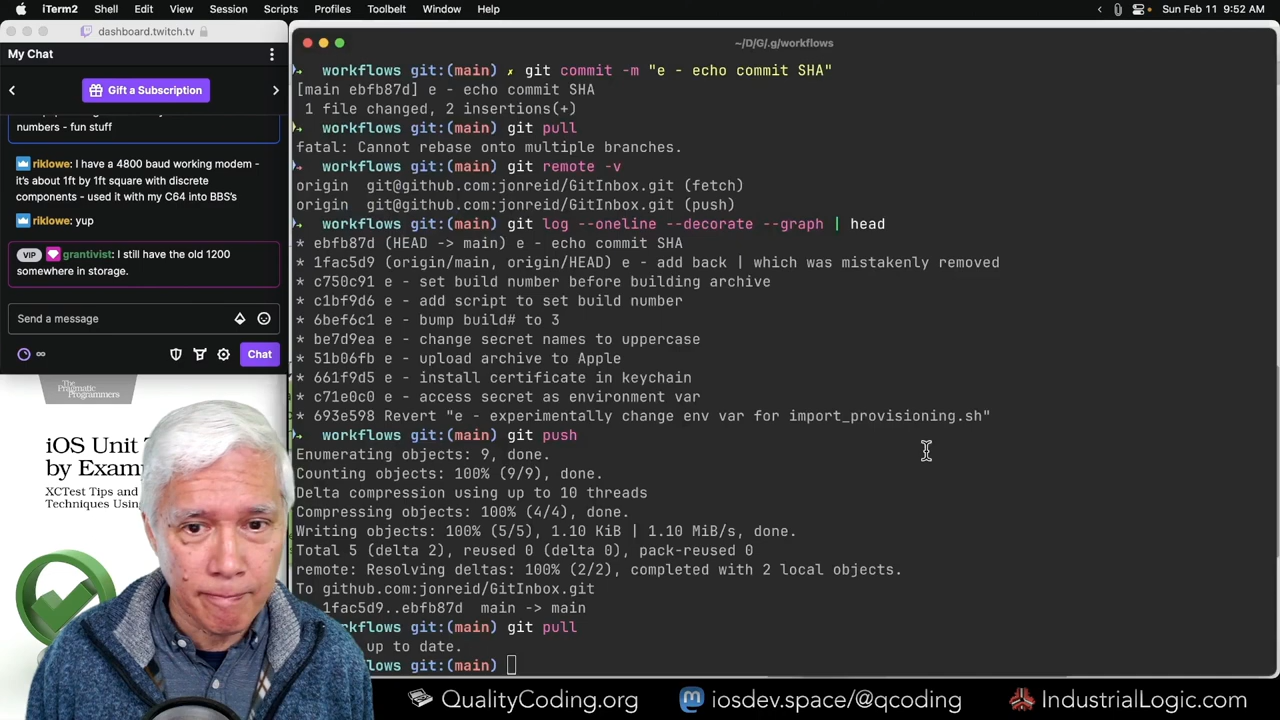 iTerm2 Shell Edit View Session Scripts Profiles Toolbelt Window Help Sun Feb 11 9:52 AM
dashboard.twitch.tv
~/D/G/.g/workflows
My Chat
Gift a Subscription
numbers - fun stuff
riklowe: I have a 4800 baud working modem -
it's about 1ft by 1ft square with discrete
components - used it with my C64 into BBS's
riklowe: yup
VIP grantivist: I still have the old 1200
somewhere in storage.
Send a message
Chat
The
Pragmatic
Programmers
iOS Unit T
by Exam
XCTest Tips and
Techniques Using
workflows git:(main) ✗ git commit -m "e - echo commit SHA"
[main ebfb87d] e - echo commit SHA
1 file changed, 2 insertions(+)
workflows git:(main) git pull
fatal: Cannot rebase onto multiple branches.
workflows git:(main) git remote -v
origin git@github.com:jonreid/GitInbox.git (fetch)
origin git@github.com:jonreid/GitInbox.git (push)
workflows git:(main) git log --oneline --decorate --graph | head
* ebfb87d (HEAD -> main) e - echo commit SHA
* 1fac5d9 (origin/main, origin/HEAD) e - add back | which was mistakenly removed
* c750c91 e - set build number before building archive
* c1bf9d6 e - add script to set build number
* 6bef6c1 e - bump build# to 3
* be7d9ea e - change secret names to uppercase
* 51b06fb e - upload archive to Apple
* 661f9d5 e - install certificate in keychain
* c71e0c0 e - access secret as environment var
* 693e598 Revert "e - experimentally change env var for import_provisioning.sh"
workflows git:(main) git push
Enumerating objects: 9, done.
Counting objects: 100% (9/9), done.
Delta compression using up to 10 threads
Compressing objects: 100% (4/4), done.
Writing objects: 100% (5/5), 1.10 KiB | 1.10 MiB/s, done.
Total 5 (delta 2), reused 0 (delta 0), pack-reused 0
remote: Resolving deltas: 100% (2/2), completed with 2 local objects.
To github.com:jonreid/GitInbox.git
1fac5d9..ebfb87d main -> main
workflows git:(main) git pull
up to date.
lows git:(main)
QualityCoding.org iosdev.space/@qcoding IndustrialLogic.com